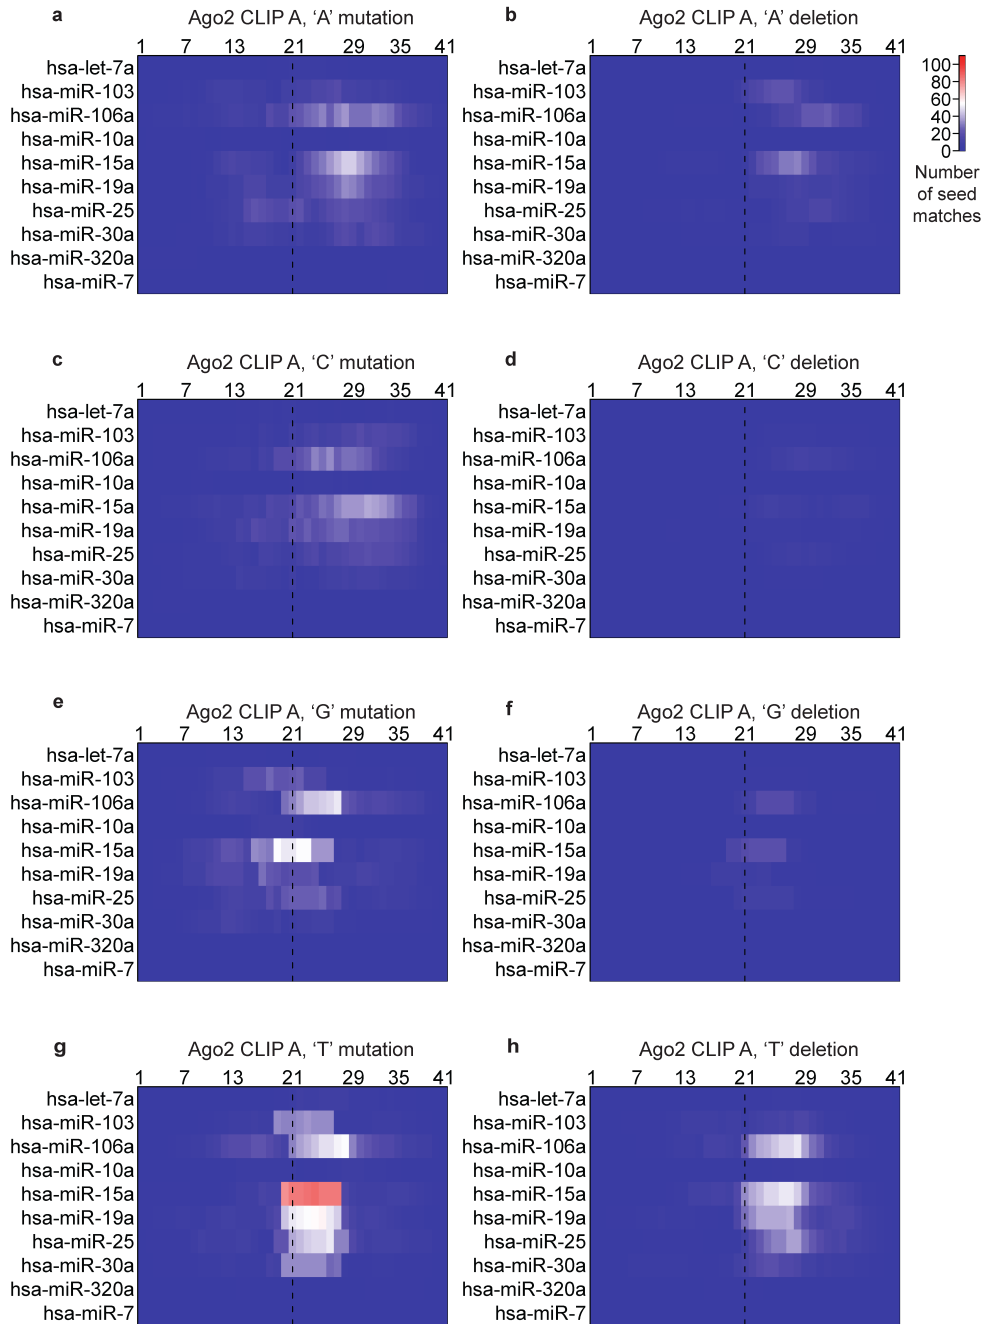 a
Ago2 CLIP A, ‘A’ mutation
1 7 13 21 29 35 41
hsa-let-7a
hsa-miR-103
hsa-miR-106a
hsa-miR-10a
hsa-miR-15a
hsa-miR-19a
hsa-miR-25
hsa-miR-30a
hsa-miR-320a
hsa-miR-7
b
Ago2 CLIP A, ‘A’ deletion
1 7 13 21 29 35 41
hsa-let-7a
hsa-miR-103
hsa-miR-106a
hsa-miR-10a
hsa-miR-15a
hsa-miR-19a
hsa-miR-25
hsa-miR-30a
hsa-miR-320a
hsa-miR-7
100
80
60
40
20
0
Number
of seed
matches
c
Ago2 CLIP A, ‘C’ mutation
1 7 13 21 29 35 41
hsa-let-7a
hsa-miR-103
hsa-miR-106a
hsa-miR-10a
hsa-miR-15a
hsa-miR-19a
hsa-miR-25
hsa-miR-30a
hsa-miR-320a
hsa-miR-7
d
Ago2 CLIP A, ‘C’ deletion
1 7 13 21 29 35 41
hsa-let-7a
hsa-miR-103
hsa-miR-106a
hsa-miR-10a
hsa-miR-15a
hsa-miR-19a
hsa-miR-25
hsa-miR-30a
hsa-miR-320a
hsa-miR-7
e
Ago2 CLIP A, ‘G’ mutation
1 7 13 21 29 35 41
hsa-let-7a
hsa-miR-103
hsa-miR-106a
hsa-miR-10a
hsa-miR-15a
hsa-miR-19a
hsa-miR-25
hsa-miR-30a
hsa-miR-320a
hsa-miR-7
f
Ago2 CLIP A, ‘G’ deletion
1 7 13 21 29 35 41
hsa-let-7a
hsa-miR-103
hsa-miR-106a
hsa-miR-10a
hsa-miR-15a
hsa-miR-19a
hsa-miR-25
hsa-miR-30a
hsa-miR-320a
hsa-miR-7
g
Ago2 CLIP A, ‘T’ mutation
1 7 13 21 29 35 41
hsa-let-7a
hsa-miR-103
hsa-miR-106a
hsa-miR-10a
hsa-miR-15a
hsa-miR-19a
hsa-miR-25
hsa-miR-30a
hsa-miR-320a
hsa-miR-7
h
Ago2 CLIP A, ‘T’ deletion
1 7 13 21 29 35 41
hsa-let-7a
hsa-miR-103
hsa-miR-106a
hsa-miR-10a
hsa-miR-15a
hsa-miR-19a
hsa-miR-25
hsa-miR-30a
hsa-miR-320a
hsa-miR-7